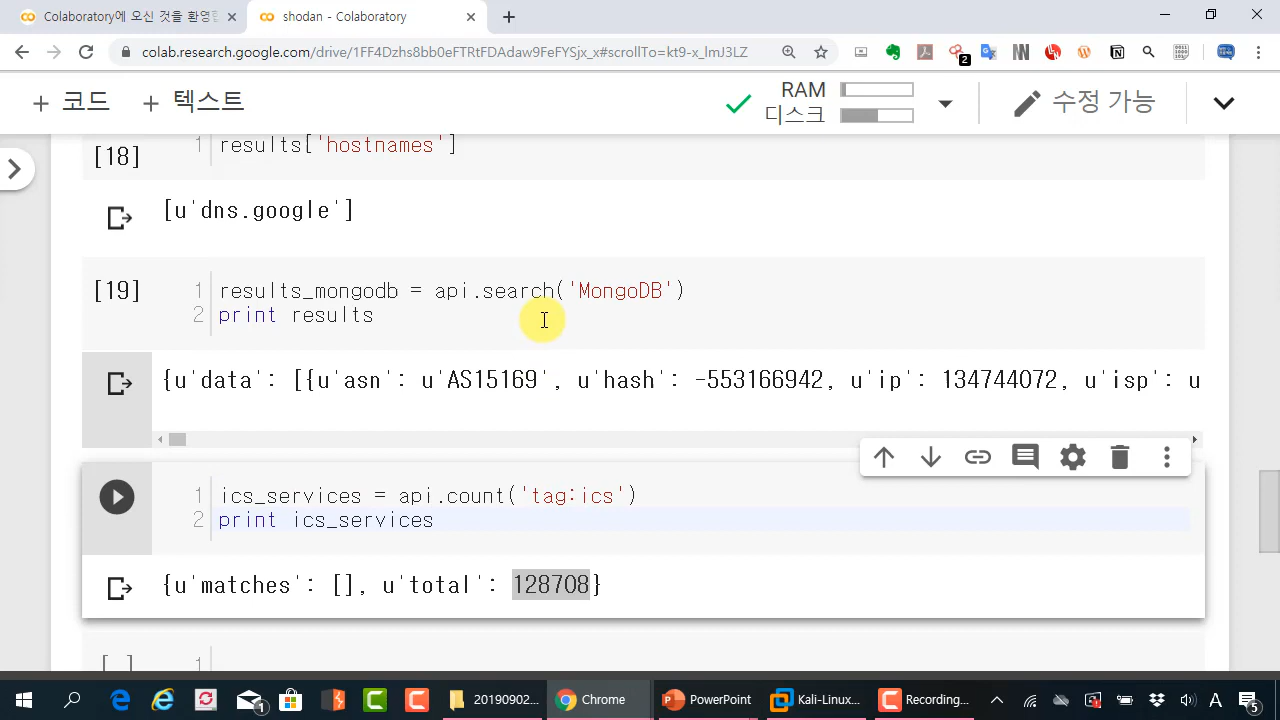 Colaboratory에 오신 것을 환영합
shodan - Colaboratory
colab.research.google.com/drive/1FF4Dzhs8bb0eFTRtFDAdaw9FeFYSjx_x#scrollTo=kt9-x_lmJ3LZ
2
+ 코드 + 텍스트
RAM
디스크
수정 가능
[18]
1 results['hostnames']
[u'dns.google']
[19]
1 results_mongodb = api.search('MongoDB')
2 print results
{u'data': [{u'asn': u'AS15169', u'hash': -553166942, u'ip': 134744072, u'isp': u
1 ics_services = api.count('tag:ics')
2 print ics_services
{u'matches': [], u'total': 128708}
[ ] 1
20190902...
Chrome
PowerPoint
Kali-Linux...
Recording...
A
5